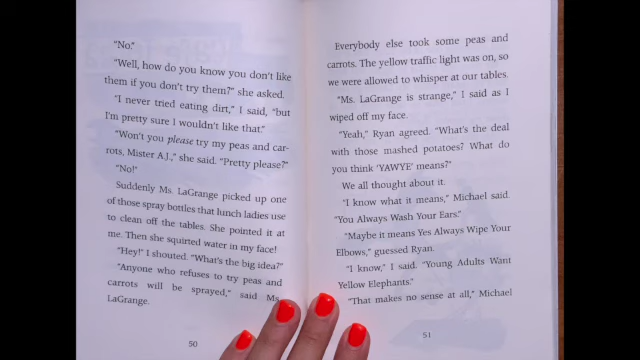 "No."
"Well, how do you know you don't like
them if you don't try them?" she asked.
"I never tried eating dirt," I said, "but
I'm pretty sure I wouldn't like that."
"Won't you please try my peas and car-
rots, Mister A.J.," she said. "Pretty please?"
"No!"
Suddenly Ms. LaGrange picked up one
of those spray bottles that lunch ladies use
to clean off the tables. She pointed it at
me. Then she squirted water in my face!
"Hey!" I shouted. "What's the big idea?"
"Anyone who refuses to try peas and
carrots will be sprayed," said Ms.
LaGrange.
50
Everybody else took some peas and
carrots. The yellow traffic light was on, so
we were allowed to whisper at our tables.
"Ms. LaGrange is strange," I said as I
wiped off my face.
"Yeah," Ryan agreed. "What's the deal
with those mashed potatoes? What do
you think 'YAWYE' means?"
We all thought about it.
"I know what it means," Michael said.
"You Always Wash Your Ears."
"Maybe it means Yes Always Wipe Your
Elbows," guessed Ryan.
"I know," I said. "Young Adults Want
Yellow Elephants."
"That makes no sense at all," Michael
51